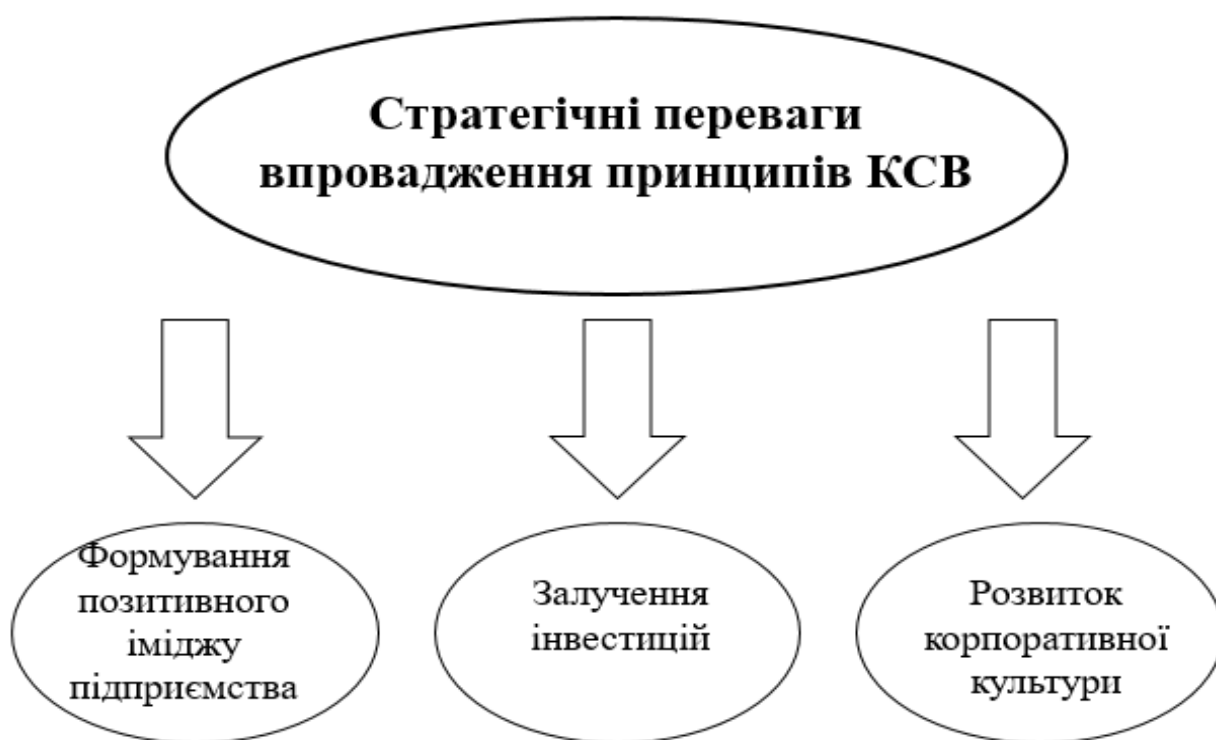 Стратегічні переваги
впровадження принципів КСВ
Формування
позитивного
іміджу
підприємства
Залучення
інвестицій
Розвиток
корпоративної
культури